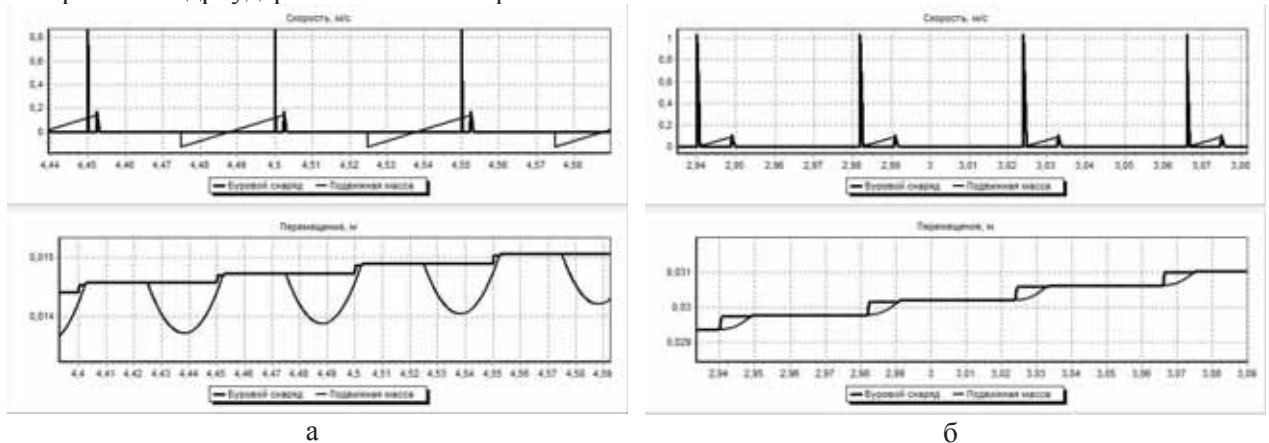 Скорость, м/с
0,8
0,6
0,4
0,2
0
4,44 4,45 4,46 4,47 4,48 4,49 4,5 4,51 4,52 4,53 4,54 4,55 4,56 4,57 4,58
Буровой снаряд Подвижная масса
Перемещение, м
0,015
0,014
4,4 4,41 4,42 4,43 4,44 4,45 4,46 4,47 4,48 4,49 4,5 4,51 4,52 4,53 4,54 4,55 4,56 4,57 4,58 4,59
Буровой снаряд Подвижная масса
а
Скорость, м/с
1
0,8
0,6
0,4
0,2
0
2,94 2,95 2,96 2,97 2,98 2,99 3 3,01 3,02 3,03 3,04 3,05 3,06 3,07 3,08
Буровой снаряд Подвижная масса
Перемещение, м
0,031
0,03
0,029
2,94 2,95 2,96 2,97 2,98 2,99 3 3,01 3,02 3,03 3,04 3,05 3,06 3,07 3,08 3,09
Буровой снаряд Подвижная масса
б